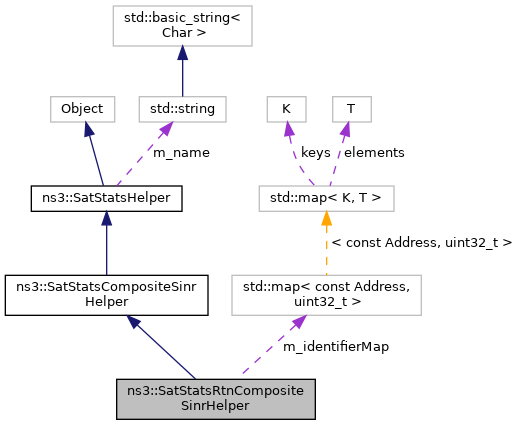 std::basic_string<
Char >
Object
std::string
K
T
m_name
keys
elements
ns3::SatStatsHelper
std::map< K, T >
< const Address, uint32_t >
ns3::SatStatsCompositeSinr
Helper
std::map< const Address,
uint32_t >
m_identifierMap
ns3::SatStatsRtnComposite
SinrHelper